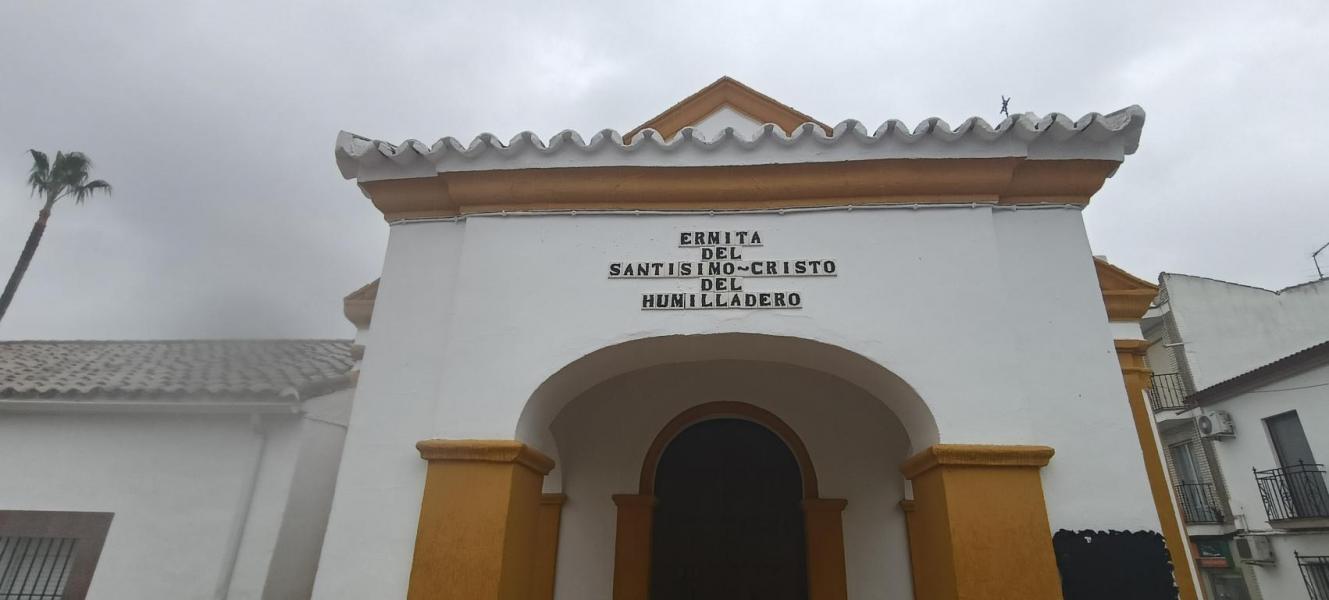 ERMITA
DEL
SANTISIMO~CRISTO
DEL
HUMILLADERO